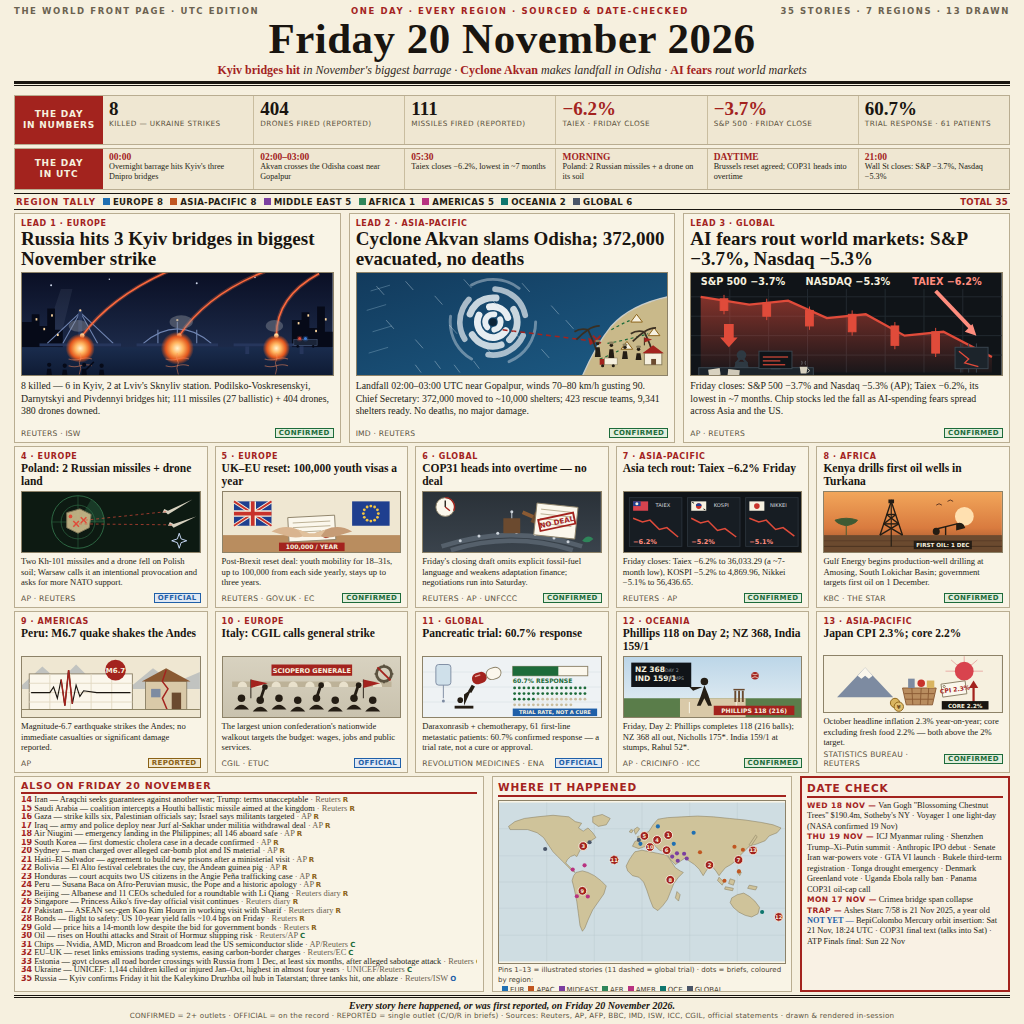 THE WORLD FRONT PAGE · UTC EDITION
ONE DAY · EVERY REGION · SOURCED & DATE-CHECKED
35 STORIES · 7 REGIONS · 13 DRAWN
Friday 20 November 2026
Kyiv bridges hit in November's biggest barrage · Cyclone Akvan makes landfall in Odisha · AI fears rout world markets
THE DAY
IN NUMBERS
8
KILLED — UKRAINE STRIKES
404
DRONES FIRED (REPORTED)
111
MISSILES FIRED (REPORTED)
−6.2%
TAIEX · FRIDAY CLOSE
−3.7%
S&P 500 · FRIDAY CLOSE
60.7%
TRIAL RESPONSE · 61 PATIENTS
THE DAY
IN UTC
00:00
Overnight barrage hits Kyiv's three
Dnipro bridges
02:00–03:00
Akvan crosses the Odisha coast near
Gopalpur
05:30
Taiex closes −6.2%, lowest in ~7 months
MORNING
Poland: 2 Russian missiles + a drone on
its soil
DAYTIME
Brussels reset agreed; COP31 heads into
overtime
21:00
Wall St closes: S&P −3.7%, Nasdaq
−5.3%
REGION TALLY EUROPE 8 ASIA-PACIFIC 8 MIDDLE EAST 5 AFRICA 1 AMERICAS 5 OCEANIA 2 GLOBAL 6
TOTAL 35
LEAD 1 · EUROPE
Russia hits 3 Kyiv bridges in biggest
November strike
8 killed — 6 in Kyiv, 2 at Lviv's Sknyliv station. Podilsko-Voskresenskyi,
Darnytskyi and Pivdennyi bridges hit; 111 missiles (27 ballistic) + 404 drones,
380 drones downed.
REUTERS · ISW
CONFIRMED
LEAD 2 · ASIA-PACIFIC
Cyclone Akvan slams Odisha; 372,000
evacuated, no deaths
Landfall 02:00–03:00 UTC near Gopalpur, winds 70–80 km/h gusting 90.
Chief Secretary: 372,000 moved to ~10,000 shelters; 423 rescue teams, 9,341
shelters ready. No deaths, no major damage.
IMD · REUTERS
CONFIRMED
LEAD 3 · GLOBAL
AI fears rout world markets: S&P
−3.7%, Nasdaq −5.3%
S&P 500 −3.7%
NASDAQ −5.3%
TAIEX −6.2%
Friday closes: S&P 500 −3.7% and Nasdaq −5.3% (AP); Taiex −6.2%, its
lowest in ~7 months. Chip stocks led the fall as AI-spending fears spread
across Asia and the US.
AP · REUTERS
CONFIRMED
4 · EUROPE
Poland: 2 Russian missiles + drone
land
Two Kh-101 missiles and a drone fell on Polish
soil; Warsaw calls it an intentional provocation and
asks for more NATO support.
AP · REUTERS
OFFICIAL
5 · EUROPE
UK–EU reset: 100,000 youth visas a
year
100,000 / YEAR
Post-Brexit reset deal: youth mobility for 18–31s,
up to 100,000 from each side yearly, stays up to
three years.
REUTERS · GOV.UK · EC
CONFIRMED
6 · GLOBAL
COP31 heads into overtime — no
deal
NO DEAL
Friday's closing draft omits explicit fossil-fuel
language and weakens adaptation finance;
negotiations run into Saturday.
REUTERS · AP · UNFCCC
CONFIRMED
7 · ASIA-PACIFIC
Asia tech rout: Taiex −6.2% Friday
TAIEX
KOSPI
NIKKEI
−6.2%
−5.2%
−5.1%
Friday closes: Taiex −6.2% to 36,033.29 (a ~7-
month low), KOSPI −5.2% to 4,869.96, Nikkei
−5.1% to 56,436.65.
REUTERS · AP
CONFIRMED
8 · AFRICA
Kenya drills first oil wells in
Turkana
FIRST OIL: 1 DEC
Gulf Energy begins production-well drilling at
Amosing, South Lokichar Basin; government
targets first oil on 1 December.
KBC · THE STAR
CONFIRMED
9 · AMERICAS
Peru: M6.7 quake shakes the Andes
M6.7
Magnitude-6.7 earthquake strikes the Andes; no
immediate casualties or significant damage
reported.
AP
REPORTED
10 · EUROPE
Italy: CGIL calls general strike
SCIOPERO GENERALE
The largest union confederation's nationwide
walkout targets the budget: wages, jobs and public
services.
CGIL · ETUC
OFFICIAL
11 · GLOBAL
Pancreatic trial: 60.7% response
60.7% RESPONSE
TRIAL RATE, NOT A CURE
Daraxonrasib + chemotherapy, 61 first-line
metastatic patients: 60.7% confirmed response — a
trial rate, not a cure or approval.
REVOLUTION MEDICINES · ENA
OFFICIAL
12 · OCEANIA
Phillips 118 on Day 2; NZ 368, India
159/1
NZ 368
IND 159/1
PHILLIPS 118 (216)
Friday, Day 2: Phillips completes 118 (216 balls);
NZ 368 all out, Nicholls 175*. India 159/1 at
stumps, Rahul 52*.
AP · CRICINFO · ICC
CONFIRMED
13 · ASIA-PACIFIC
Japan CPI 2.3%; core 2.2%
CPI 2.3%
CORE 2.2%
October headline inflation 2.3% year-on-year; core
excluding fresh food 2.2% — both above the 2%
target.
STATISTICS BUREAU ·
REUTERS
CONFIRMED
ALSO ON FRIDAY 20 NOVEMBER
14 Iran — Araqchi seeks guarantees against another war; Trump: terms unacceptable · Reuters R
15 Saudi Arabia — coalition intercepts a Houthi ballistic missile aimed at the kingdom · Reuters R
16 Gaza — strike kills six, Palestinian officials say; Israel says militants targeted · AP R
17 Iraq — army and police deploy near Jurf al-Sakhar under militia withdrawal deal · AP R
18 Air Niugini — emergency landing in the Philippines; all 146 aboard safe · AP R
19 South Korea — first domestic cholera case in a decade confirmed · AP R
20 Sydney — man charged over alleged car-bomb plot and IS material · AP R
21 Haiti–El Salvador — agreement to build new prisons after a ministerial visit · AP R
22 Bolivia — El Alto festival celebrates the cuy, the Andean guinea pig · AP R
23 Honduras — court acquits two US citizens in the Angie Peña trafficking case · AP R
24 Peru — Susana Baca on Afro-Peruvian music, the Pope and a historic apology · AP R
25 Beijing — Albanese and 11 CEOs scheduled for a roundtable with Li Qiang · Reuters diary R
26 Singapore — Princess Aiko's five-day official visit continues · Reuters diary R
27 Pakistan — ASEAN sec-gen Kao Kim Hourn in working visit with Sharif · Reuters diary R
28 Bonds — flight to safety: US 10-year yield falls ~10.4 bps on Friday · Reuters R
29 Gold — price hits a 14-month low despite the bid for government bonds · Reuters R
30 Oil — rises on Houthi attacks and Strait of Hormuz shipping risk · Reuters/AP C
31 Chips — Nvidia, AMD, Micron and Broadcom lead the US semiconductor slide · AP/Reuters C
32 EU–UK — reset links emissions trading systems, easing carbon-border charges · Reuters/EC C
33 Estonia — govt closes all road border crossings with Russia from 1 Dec, at least six months, after alleged sabotage attack · Reuters
34 Ukraine — UNICEF: 1,144 children killed or injured Jan–Oct, highest in almost four years · UNICEF/Reuters C
35 Russia — Kyiv confirms Friday it hit the Kaleykino Druzhba oil hub in Tatarstan; three tanks hit, one ablaze · Reuters/ISW O
WHERE IT HAPPENED
Pins 1–13 = illustrated stories (11 dashed = global trial) · dots = briefs, coloured
by region:
EUR APAC MIDEAST AFR AMER OCE GLOBAL
DATE CHECK
WED 18 NOV — Van Gogh "Blossoming Chestnut
Trees" $190.4m, Sotheby's NY · Voyager 1 one light-day
(NASA confirmed 19 Nov)
THU 19 NOV — ICJ Myanmar ruling · Shenzhen
Trump–Xi–Putin summit · Anthropic IPO debut · Senate
Iran war-powers vote · GTA VI launch · Bukele third-term
registration · Tonga drought emergency · Denmark
Greenland vote · Uganda Ebola rally ban · Panama
COP31 oil-cap call
MON 17 NOV — Crimea bridge span collapse
TRAP — Ashes Starc 7/58 is 21 Nov 2025, a year old
NOT YET — BepiColombo Mercury orbit insertion: Sat
21 Nov, 18:24 UTC · COP31 final text (talks into Sat) ·
ATP Finals final: Sun 22 Nov
Every story here happened, or was first reported, on Friday 20 November 2026.
CONFIRMED = 2+ outlets · OFFICIAL = on the record · REPORTED = single outlet (C/O/R in briefs) · Sources: Reuters, AP, AFP, BBC, IMD, ISW, ICC, CGIL, official statements · drawn & rendered in-session